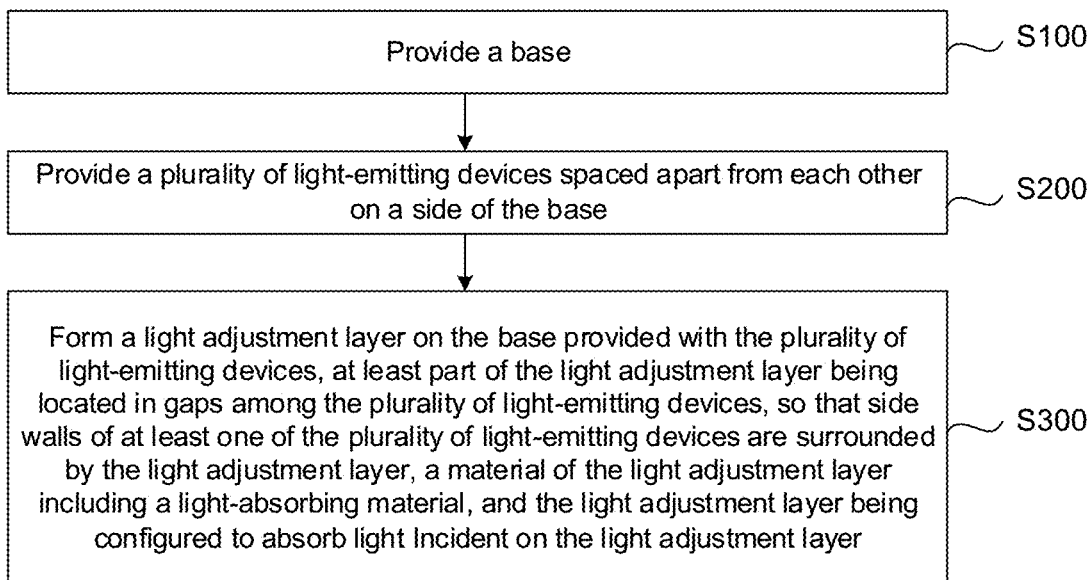 Provide a base
S100
Provide a plurality of light-emitting devices spaced apart from each other
on a side of the base
S200
Form a light adjustment layer on the base provided with the plurality of
light-emitting devices, at least part of the light adjustment layer being
located in gaps among the plurality of light-emitting devices, so that side
walls of at least one of the plurality of light-emitting devices are surrounded
by the light adjustment layer, a material of the light adjustment layer
including a light-absorbing material, and the light adjustment layer being
configured to absorb light Incident on the light adjustment layer
S300